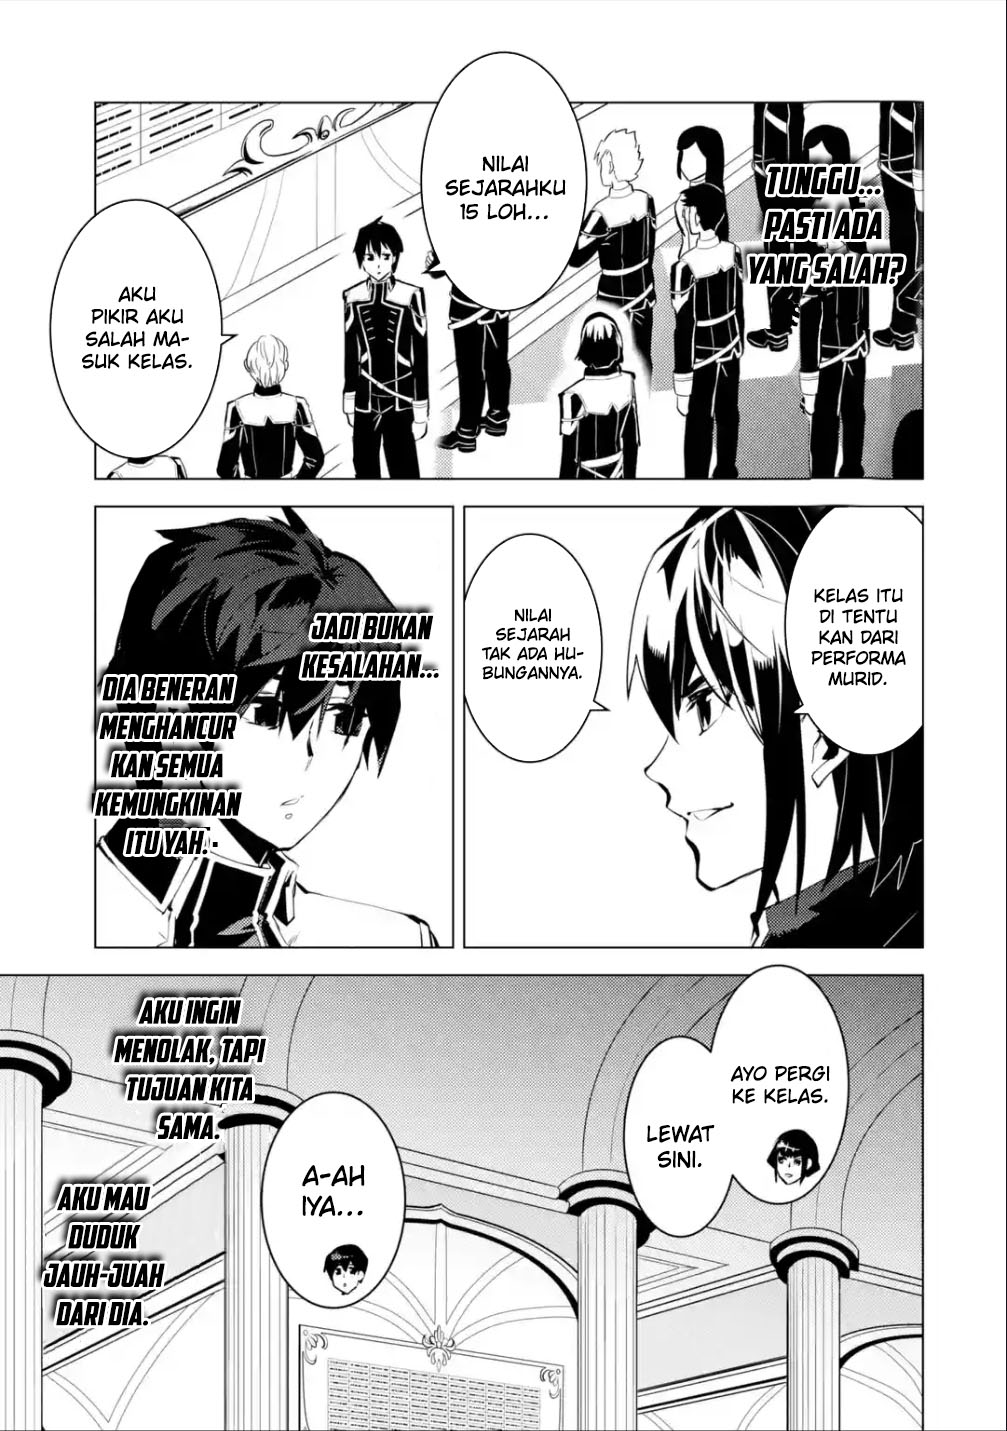 TUNGGU...
PASTI ADA
YANG SALAH?
NILAI
SEJARAHKU
15 LOH...
AKU
PIKIR AKU
SALAH MA-
SUK KELAS.
KELAS ITU
DI TENTU
KAN DARI
PERFORMA
MURID.
NILAI
SEJARAH
TAK ADA HU-
BUNGANNYA.
JADI BUKAN
KESALAHAN...
DIA BENERAN
MENGHANCUR
KAN SEMUA
KEMUNGKINAN
ITU YAH.
AYO PERGI
KE KELAS.
LEWAT
SINI.
A-AH
IYA...
AKU INGIN
MENOLAK, TAPI
TUJUAN KITA
SAMA.
AKU MAU
DUDUK
JAUH-JUAH
DARI DIA.